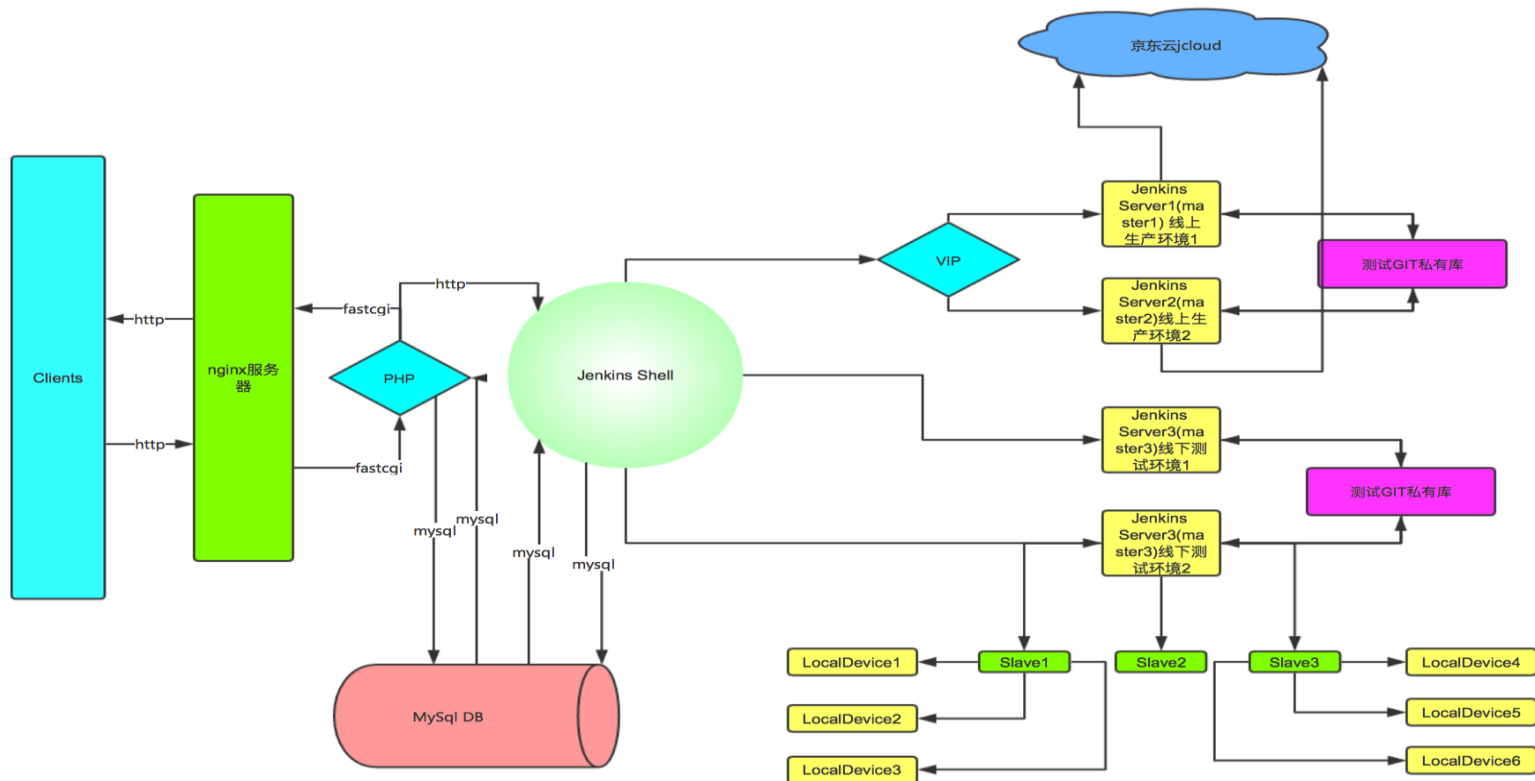 京东云jcloud
Jenkins
Server1(ma
ster1) 线上
生产环境1
VIP
测试GIT私有库
Jenkins
Server2(ma
ster2)线上生
产环境2
http
fastcgi
http
nginx服务
器
Clients
PHP
Jenkins Shell
http
fastcgi
Jenkins
Server3(ma
ster3)线下测
试环境1
测试GIT私有库
mysql
mysql
mysql
mysql
Jenkins
Server3(ma
ster3)线下测
试环境2
LocalDevice1
Slave1
Slave2
Slave3
LocalDevice4
MySql DB
LocalDevice2
LocalDevice5
LocalDevice3
LocalDevice6